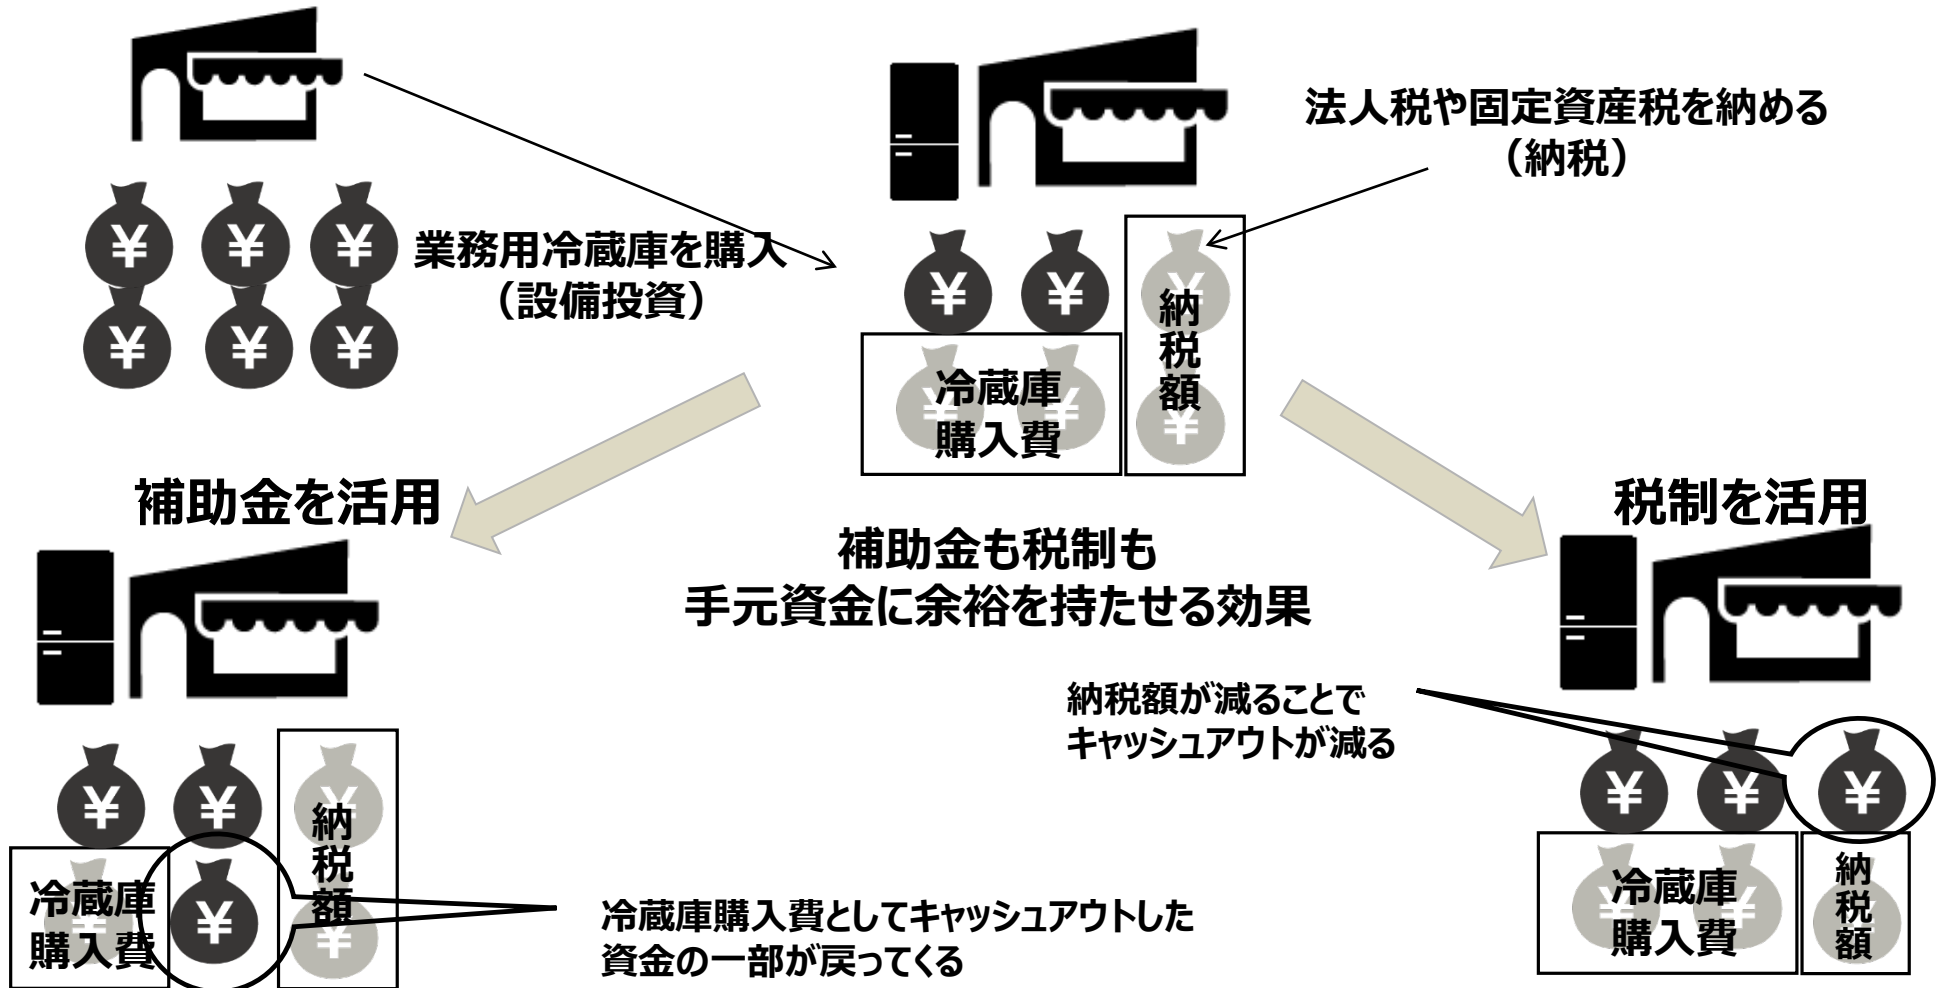 法人税や固定資産税を納める
（納税）
業務用冷蔵庫を購入
（設備投資）
¥
¥
¥
¥
¥
¥
¥
¥
¥
¥
¥
¥
納税額
冷蔵庫
購入費
補助金を活用
税制を活用
補助金も税制も
手元資金に余裕を持たせる効果
納税額が減ることで
キャッシュアウトが減る
¥
¥
¥
¥
¥
¥
納税額
冷蔵庫
購入費
冷蔵庫購入費としてキャッシュアウトした
資金の一部が戻ってくる
¥
¥
¥
¥
¥
¥
冷蔵庫
購入費
納税額